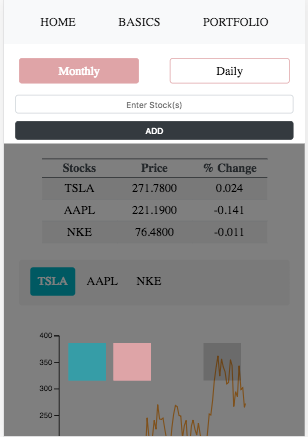 HOME BASICS PORTFOLIO
Monthly Daily
Enter Stock(s)
ADD
Stocks Price % Change
TSLA 271.7800 0.024
AAPL 221.1900 -0.141
NKE 76.4800 -0.011
TSLA AAPL NKE
400
350
300
250